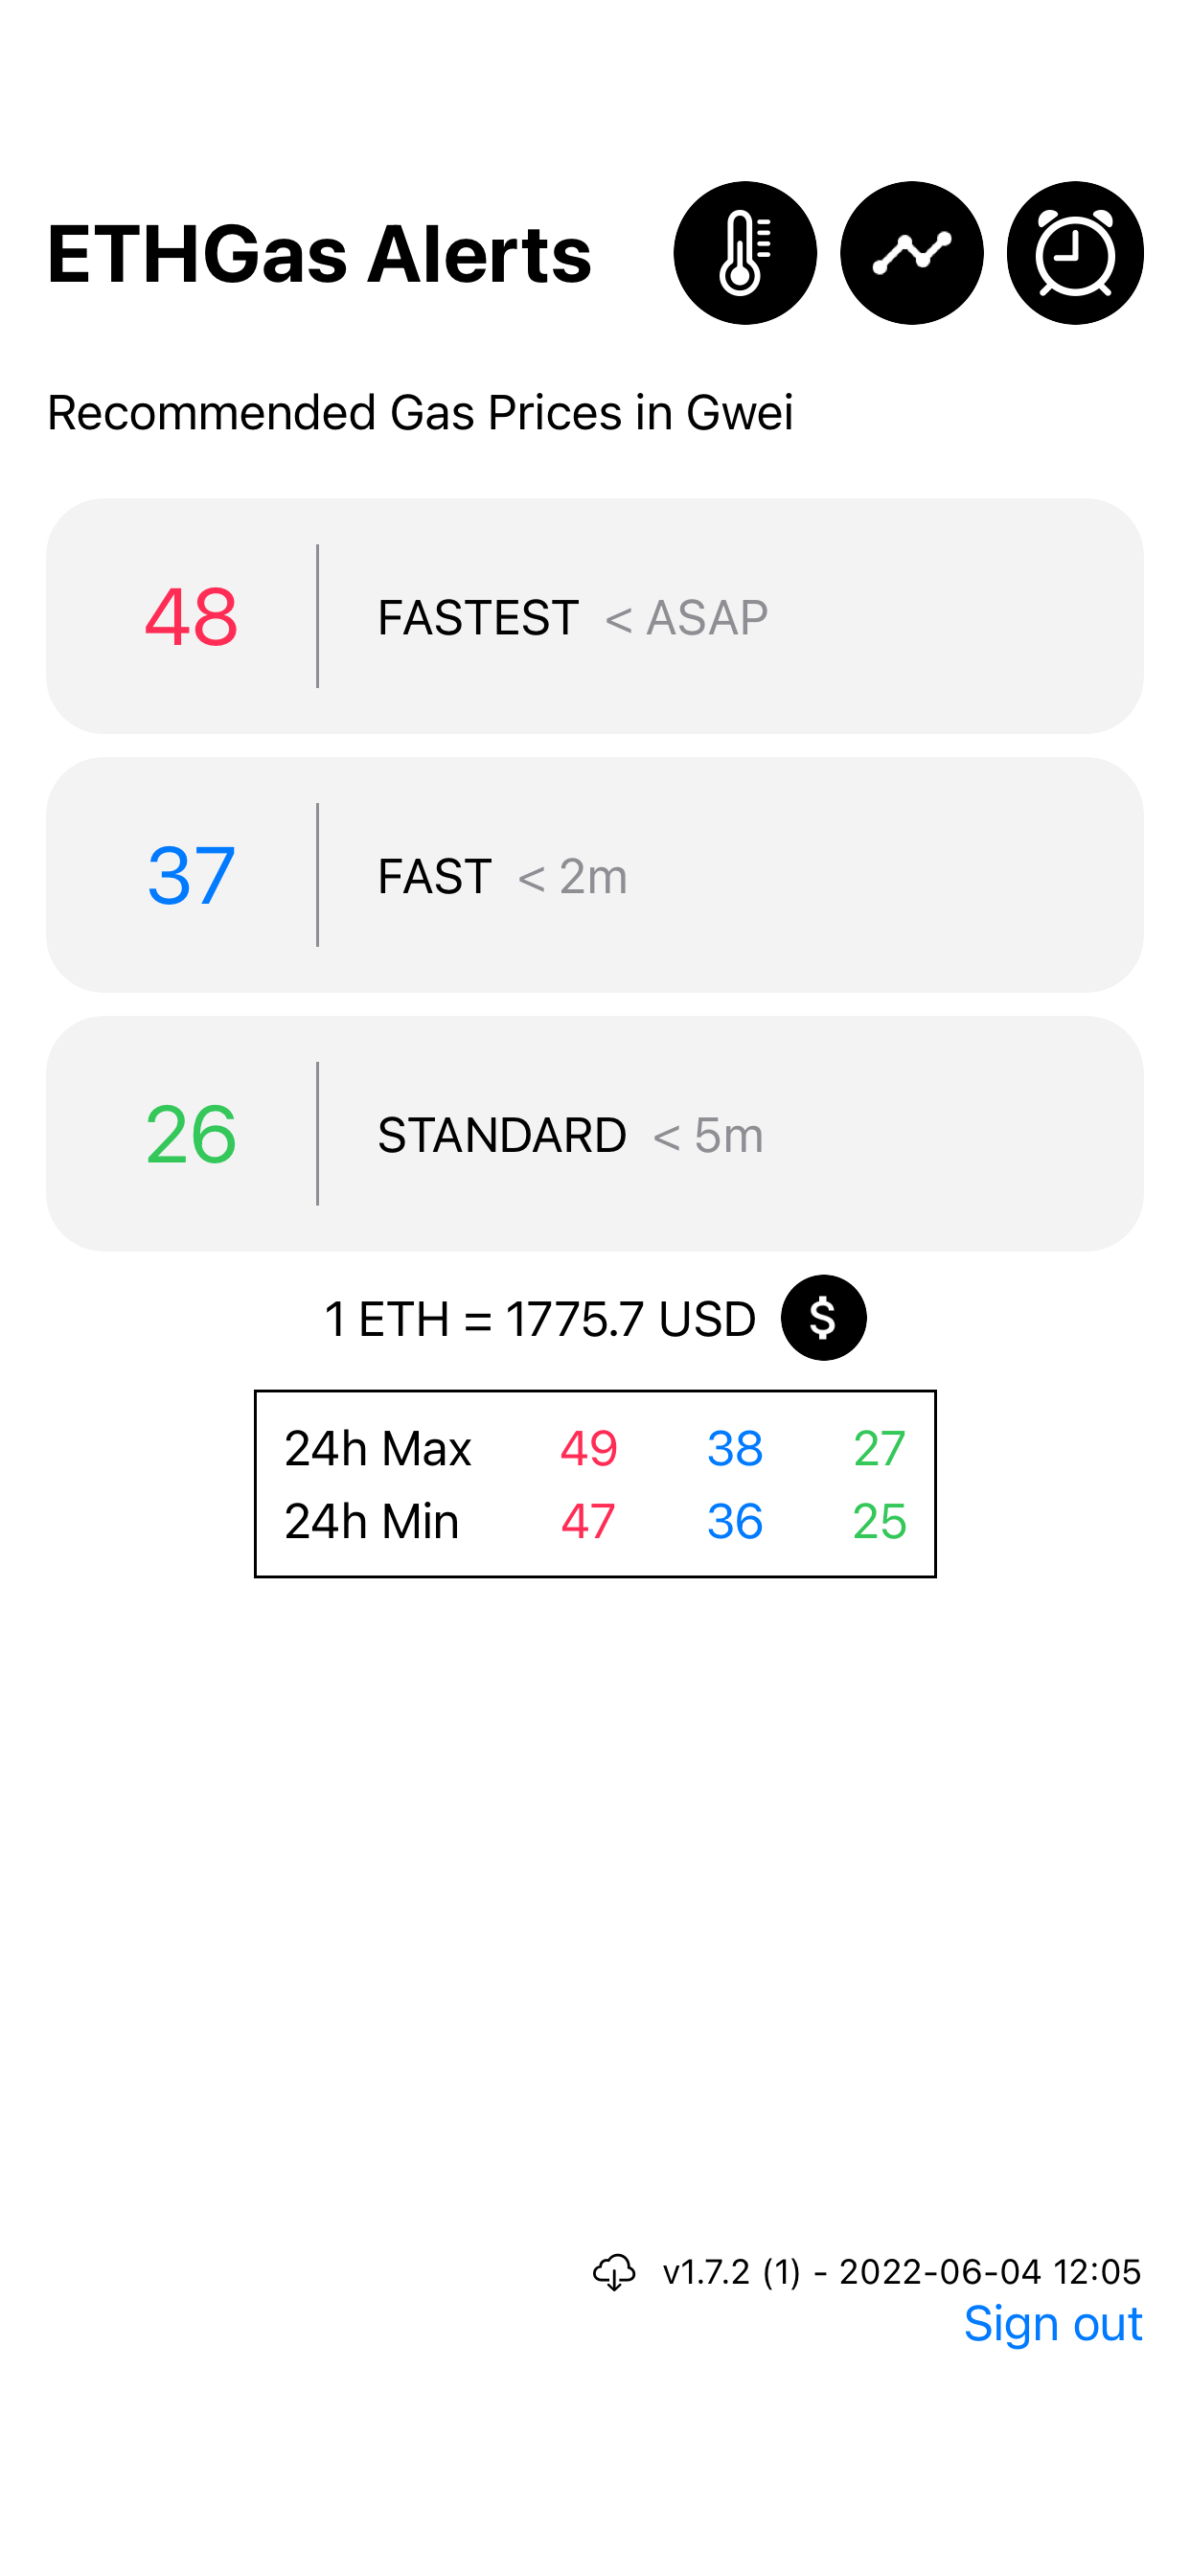 ETHGas Alerts
Recommended Gas Prices in Gwei
48 FASTEST < ASAP
37 FAST < 2m
26 STANDARD < 5m
1 ETH = 1775.7 USD $
24h Max 49 38 27
24h Min 47 36 25
v1.7.2 (1) - 2022-06-04 12:05
Sign out